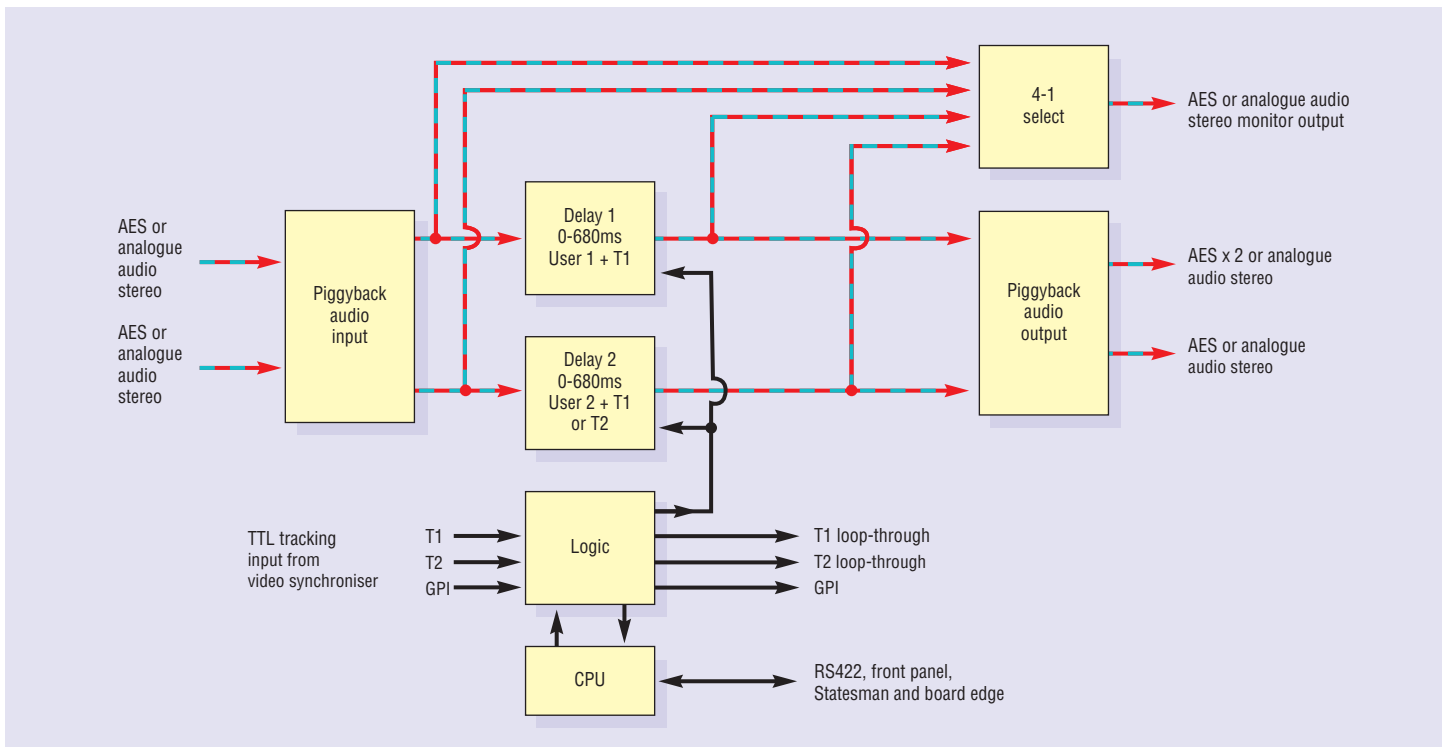 4-1
select
AES or analogue audio
stereo monitor output
AES or
analogue
audio
stereo
AES or
analogue
audio
stereo
Piggyback
audio
input
Delay 1
0-680ms
User 1 + T1
Delay 2
0-680ms
User 2 + T1
or T2
Piggyback
audio
output
AES x 2 or analogue
audio stereo
AES or analogue
audio stereo
TTL tracking
input from
video synchroniser
T1
T2
GPI
Logic
T1 loop-through
T2 loop-through
GPI
CPU
RS422, front panel,
Statesman and board edge